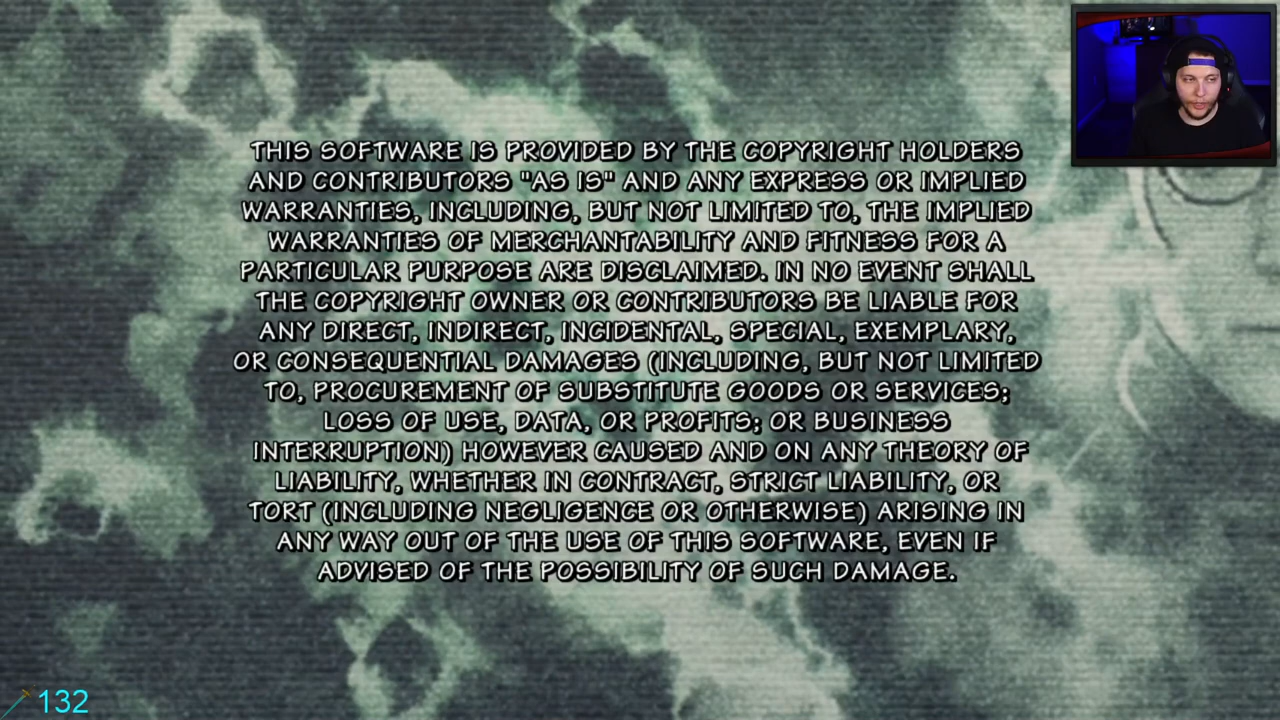 THIS SOFTWARE IS PROVIDED BY THE COPYRIGHT HOLDERS
AND CONTRIBUTORS "AS IS" AND ANY EXPRESS OR IMPLIED
WARRANTIES, INCLUDING, BUT NOT LIMITED TO, THE IMPLIED
WARRANTIES OF MERCHANTABILITY AND FITNESS FOR A
PARTICULAR PURPOSE ARE DISCLAIMED. IN NO EVENT SHALL
THE COPYRIGHT OWNER OR CONTRIBUTORS BE LIABLE FOR
ANY DIRECT, INDIRECT, INCIDENTAL, SPECIAL, EXEMPLARY,
OR CONSEQUENTIAL DAMAGES (INCLUDING, BUT NOT LIMITED
TO, PROCUREMENT OF SUBSTITUTE GOODS OR SERVICES;
LOSS OF USE, DATA, OR PROFITS; OR BUSINESS
INTERRUPTION) HOWEVER CAUSED AND ON ANY THEORY OF
LIABILITY, WHETHER IN CONTRACT, STRICT LIABILITY, OR
TORT (INCLUDING NEGLIGENCE OR OTHERWISE) ARISING IN
ANY WAY OUT OF THE USE OF THIS SOFTWARE, EVEN IF
ADVISED OF THE POSSIBILITY OF SUCH DAMAGE.
132